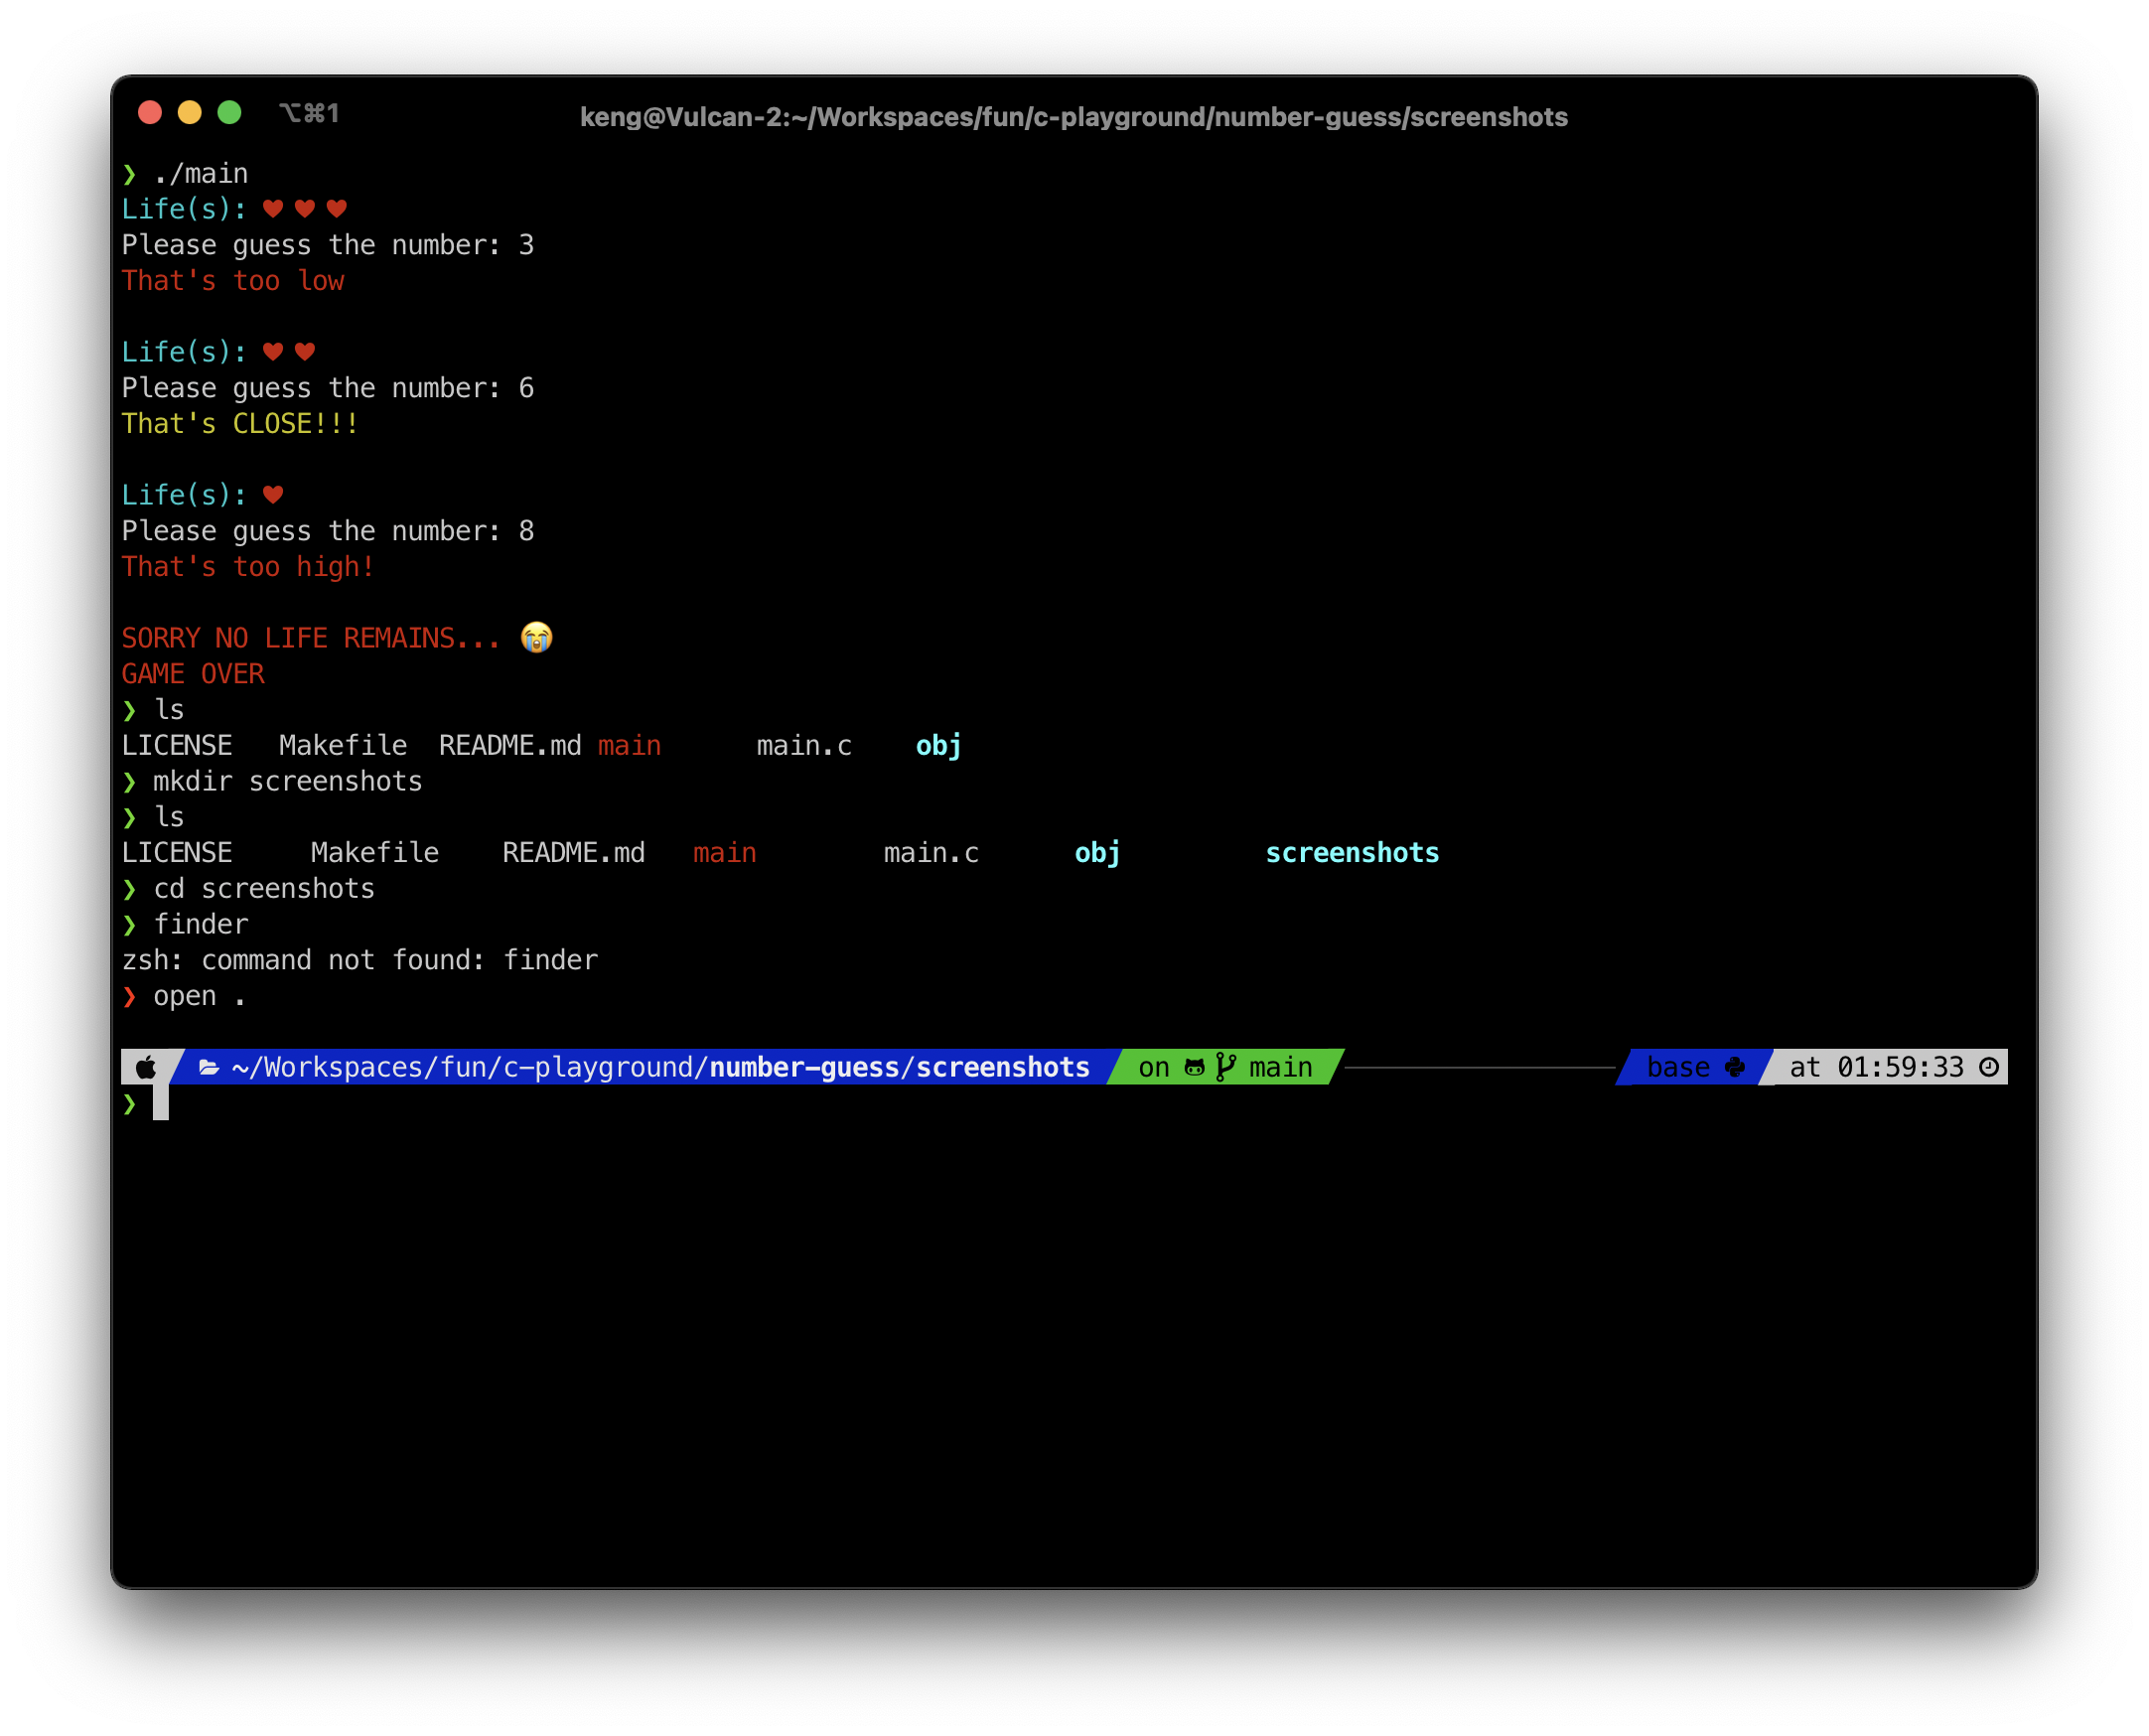 ⌥⌘1
keng@Vulcan-2:~/Workspaces/fun/c-playground/number-guess/screenshots
❯ ./main
Life(s): ♥ ♥ ♥
Please guess the number: 3
That's too low
Life(s): ♥ ♥
Please guess the number: 6
That's CLOSE!!!
Life(s): ♥
Please guess the number: 8
That's too high!
SORRY NO LIFE REMAINS... 😭
GAME OVER
❯ ls
LICENSE Makefile README.md main main.c obj
❯ mkdir screenshots
❯ ls
LICENSE Makefile README.md main main.c obj screenshots
❯ cd screenshots
❯ finder
zsh: command not found: finder
❯ open .
~/Workspaces/fun/c-playground/number-guess/screenshots on main base at 01:59:33
❯